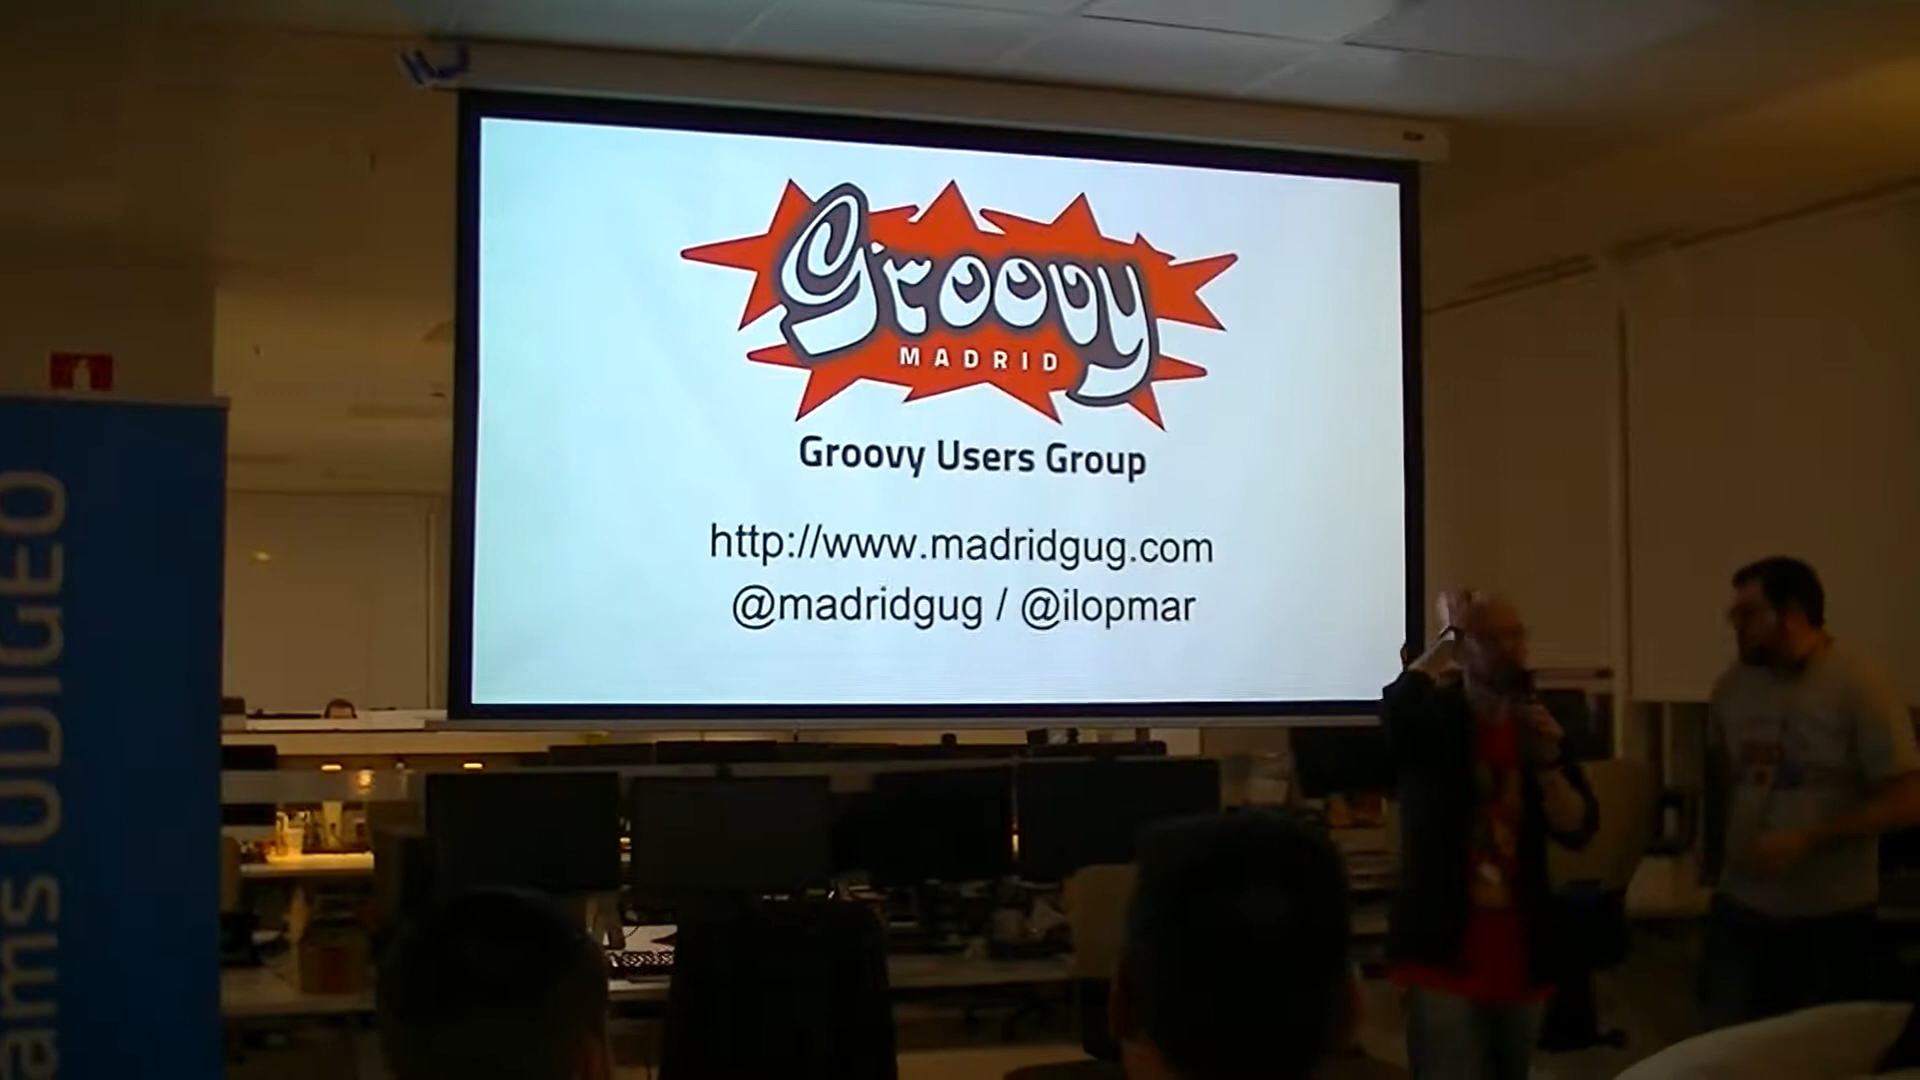 Groovy
MADRID
Groovy Users Group
http://www.madridgug.com
@madridgug / @ilopmar
ams ODIGEO